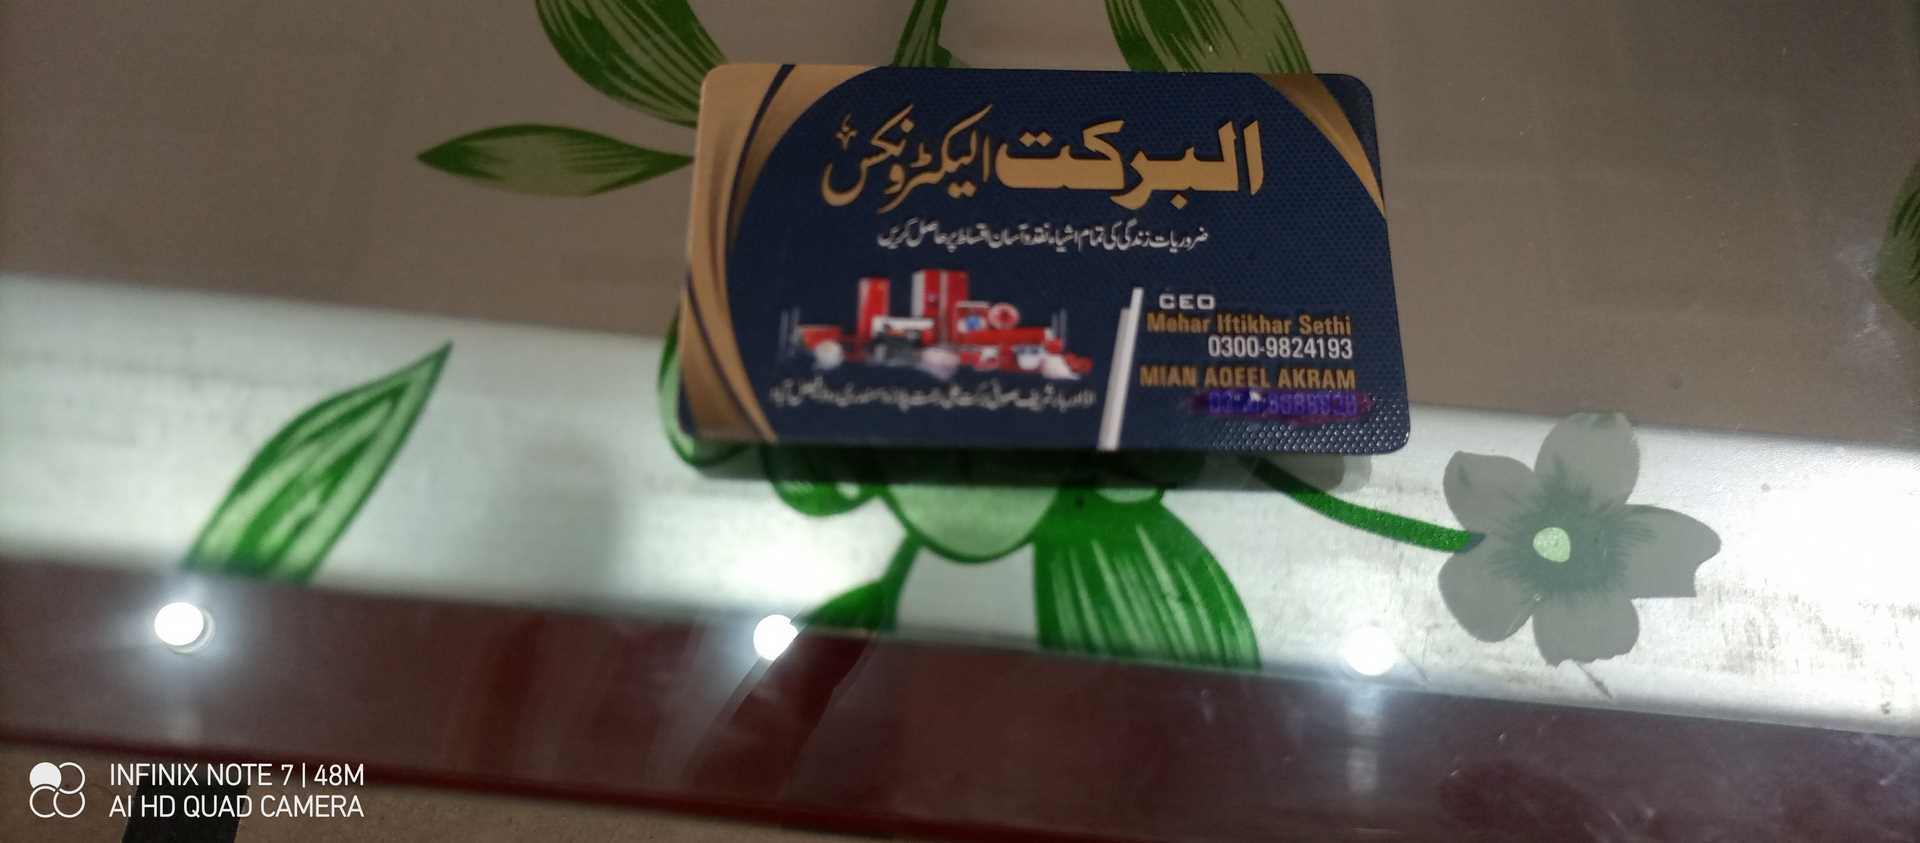 البرکت الیکٹرونکس
ضروریات زندگی کی تمام اشیاء نقد و آسان اقساط پر حاصل کریں
CEO
Mehar Iftikhar Sethi
0300-9824193
MIAN AQEEL AKRAM
INFINIX NOTE 7 | 48M
AI HD QUAD CAMERA